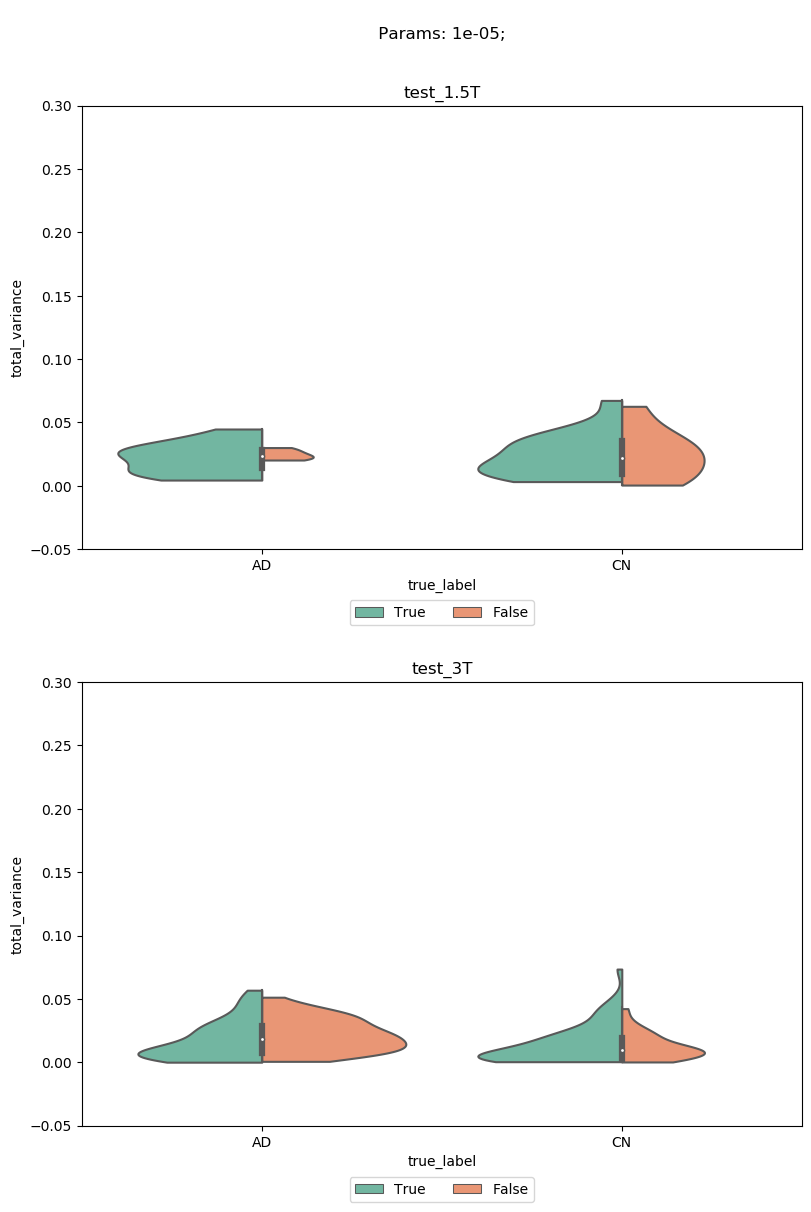 Params: 1e-05;
test_1.5T
0.30
0.25
0.20
0.15
0.10
0.05
0.00
−0.05
total_variance
AD CN
true_label
True False
test_3T
0.30
0.25
0.20
0.15
0.10
0.05
0.00
−0.05
total_variance
AD CN
true_label
True False